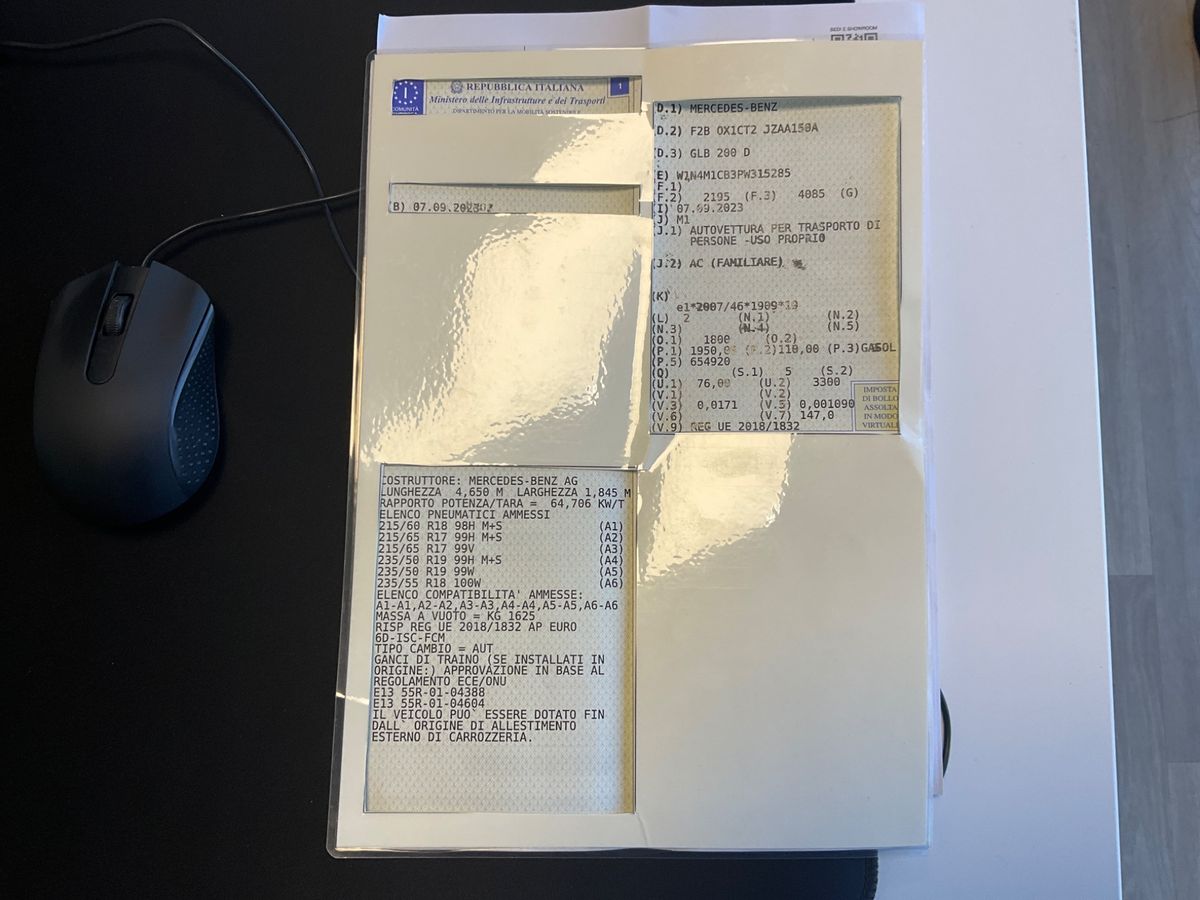 SEDI E SHOWROOM
REPUBBLICA ITALIANA
1
Ministero delle Infrastrutture e dei Trasporti
COMUNITÀ
DIPARTIMENTO PER LA MOBILITÀ SOSTENIBILE
(B) 07.09.2023
(D.1) MERCEDES-BENZ
(D.2) F2B 0X1CT2 JZAA150A
(D.3) GLB 200 D
(E) W1N4M1CB3PW315285
(F.1)
(F.2) 2195 (F.3) 4085 (G)
(I) 07.09.2023
(J) M1
(J.1) AUTOVETTURA PER TRASPORTO DI
PERSONE -USO PROPRIO
(J.2) AC (FAMILIARE)
(K)
e1*2007/46*1909*19
(L) 2 (N.1) (N.2)
(N.3) (N.4) (N.5)
(O.1) 1800 (O.2)
(P.1) 1950,00 (P.2)110,00 (P.3)GASOL
(P.5) 654920
(Q) (S.1) 5 (S.2)
(U.1) 76,00 (U.2) 3300
(V.1) (V.2)
(V.3) 0,0171 (V.5) 0,001090
(V.6) (V.7) 147,0
(V.9) REG UE 2018/1832
IMPOSTA
DI BOLLO
ASSOLTA
IN MODO
VIRTUALE
COSTRUTTORE: MERCEDES-BENZ AG
LUNGHEZZA 4,650 M LARGHEZZA 1,845 M
RAPPORTO POTENZA/TARA = 64,706 KW/T
ELENCO PNEUMATICI AMMESSI
215/60 R18 98H M+S (A1)
215/65 R17 99H M+S (A2)
215/65 R17 99V (A3)
235/50 R19 99H M+S (A4)
235/50 R19 99W (A5)
235/55 R18 100W (A6)
ELENCO COMPATIBILITA' AMMESSE:
A1-A1,A2-A2,A3-A3,A4-A4,A5-A5,A6-A6
MASSA A VUOTO = KG 1625
RISP REG UE 2018/1832 AP EURO
6D-ISC-FCM
TIPO CAMBIO = AUT
GANCI DI TRAINO (SE INSTALLATI IN
ORIGINE:) APPROVAZIONE IN BASE AL
REGOLAMENTO ECE/ONU
E13 55R-01-04388
E13 55R-01-04604
IL VEICOLO PUO` ESSERE DOTATO FIN
DALL` ORIGINE DI ALLESTIMENTO
ESTERNO DI CARROZZERIA.